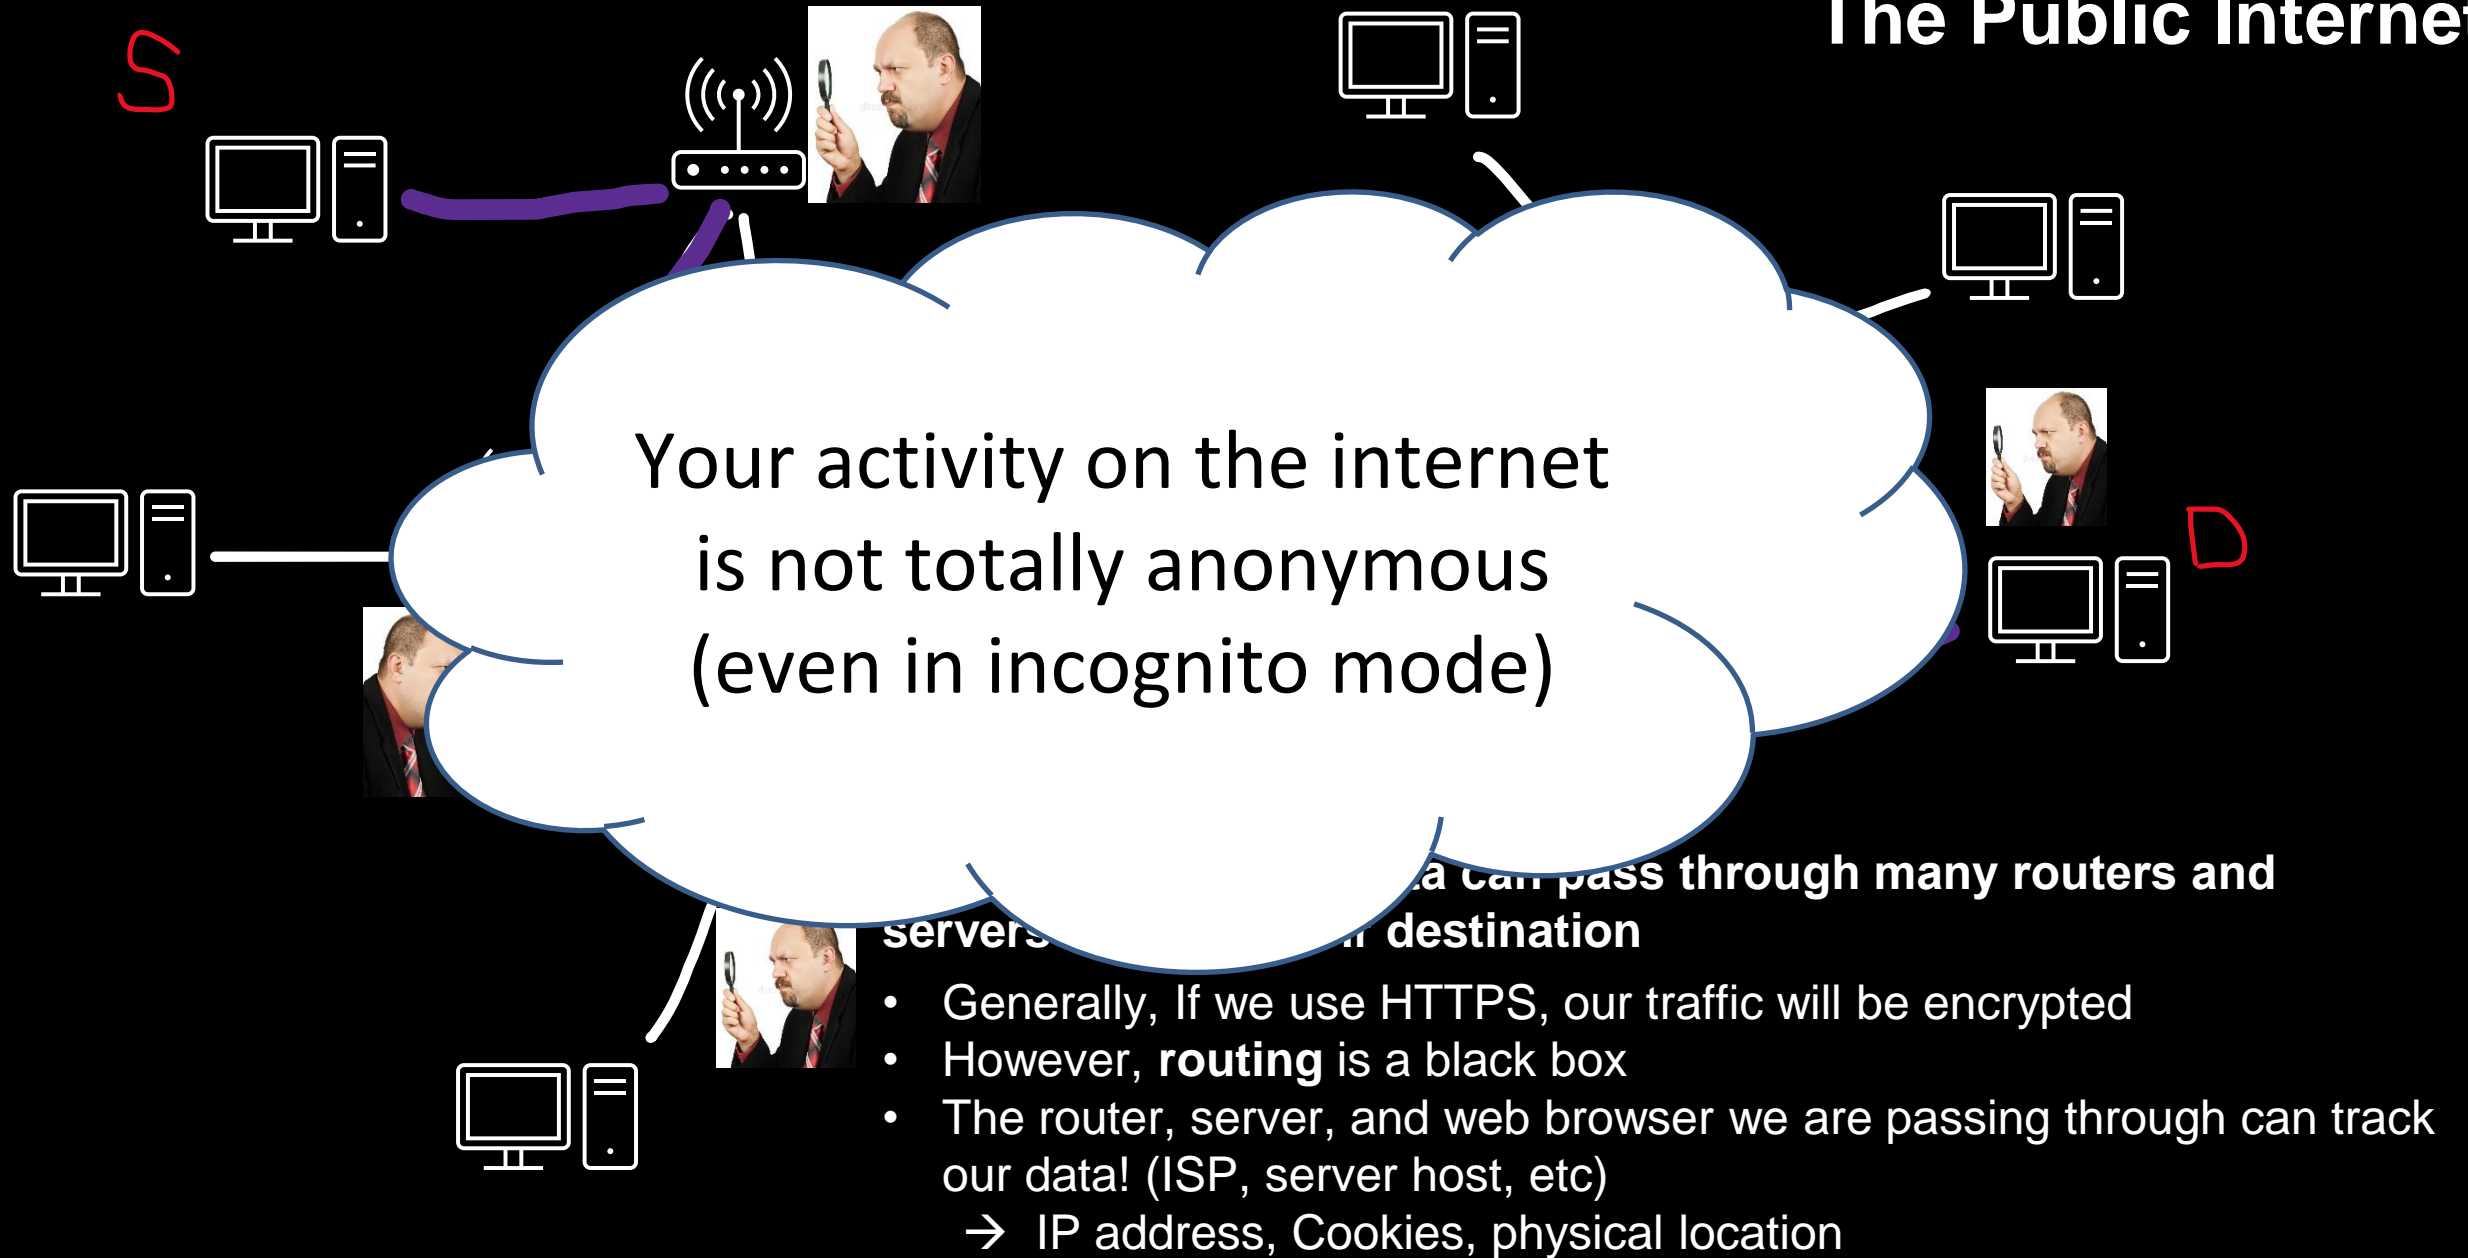 The Public Internet
S
Your activity on the internet
is not totally anonymous
(even in incognito mode)
D
can pass through many routers and
servers destination
• Generally, If we use HTTPS, our traffic will be encrypted
• However, routing is a black box
• The router, server, and web browser we are passing through can track
our data! (ISP, server host, etc)
→ IP address, Cookies, physical location